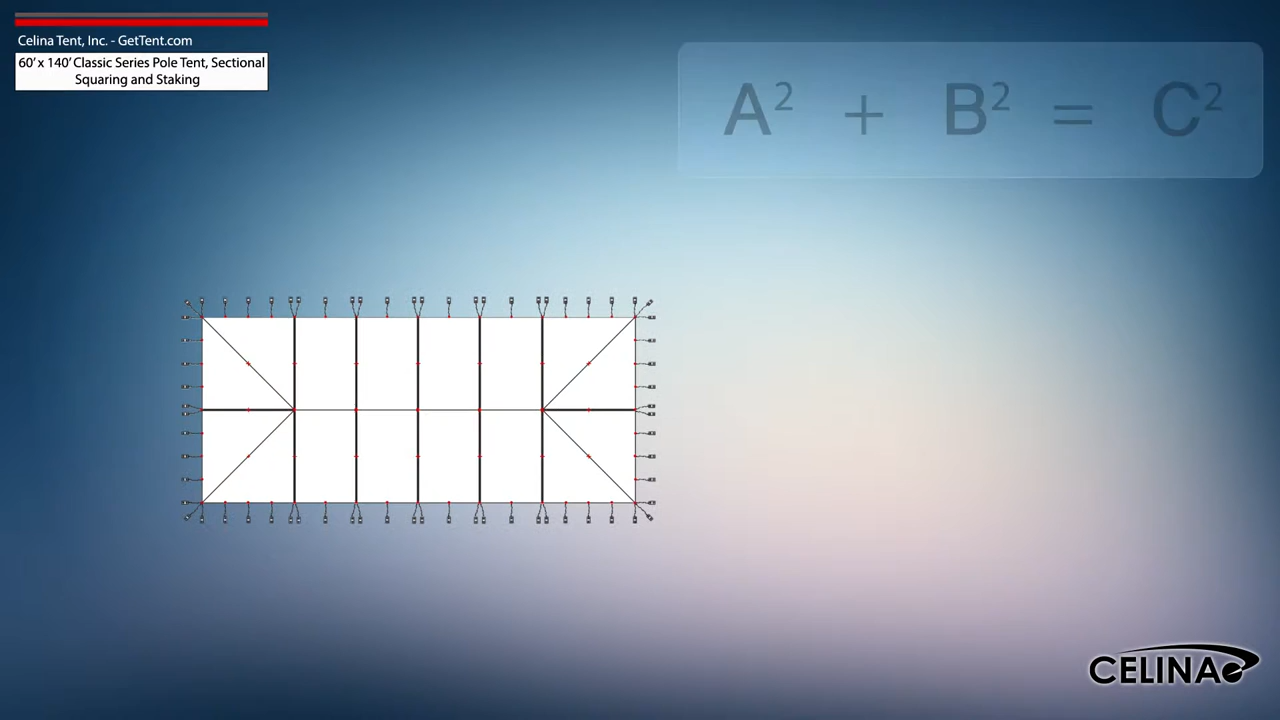 Celina Tent, Inc. - GetTent.com
60' x 140' Classic Series Pole Tent, Sectional
Squaring and Staking
A² + B² = C²
CELINA